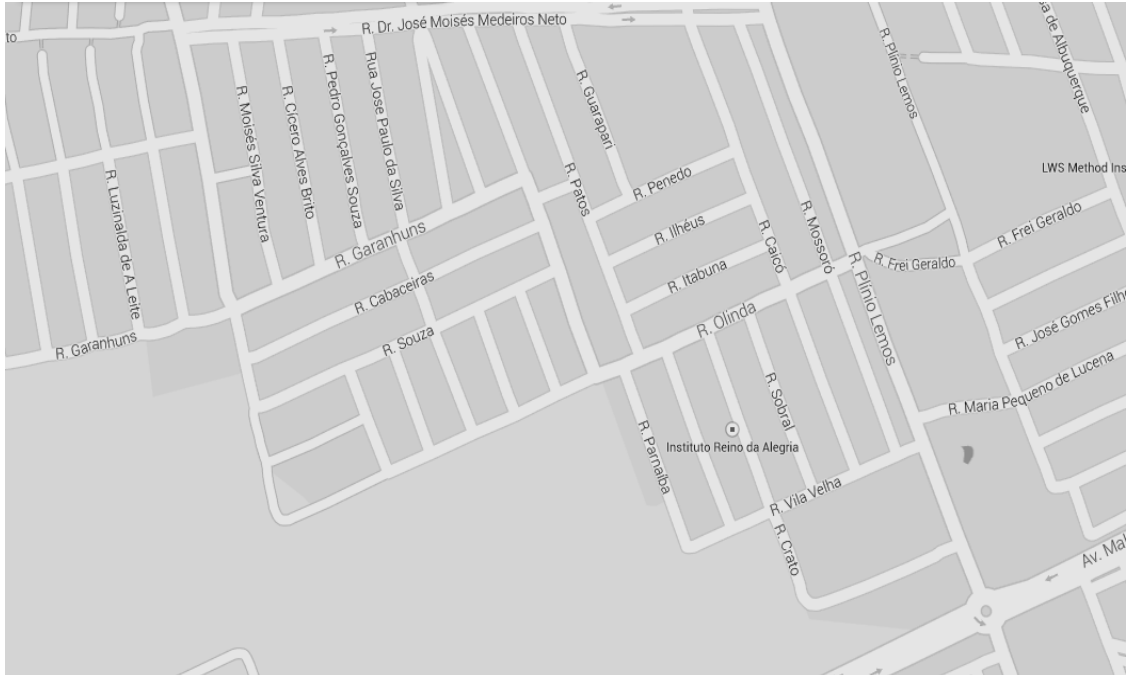 R. Dr. José Moisés Medeiros Neto
to
R. Plínio Lemos
de Albuquerque
R. Moisés Silva Ventura
R. Cícero Alves Brito
R. Pedro Gonçalves Souza
Rua Jose Paulo da Silva
R. Guarapari
LWS Method Ins
R. Luzinalda de A Leite
R. Patos
R. Penedo
R. Ilhéus
R. Caicó
R. Mossoró
R. Frei Geraldo
R. Garanhuns
R. Frei Geraldo
R. Itabuna
R. Cabaceiras
R. Plínio Lemos
R. Olinda
R. José Gomes Filho
R. Souza
R. Garanhuns
R. Maria Pequeno de Lucena
R. Sobral
R. Parnaíba
Instituto Reino da Alegria
R. Vila Velha
R. Crato
Av. Mal